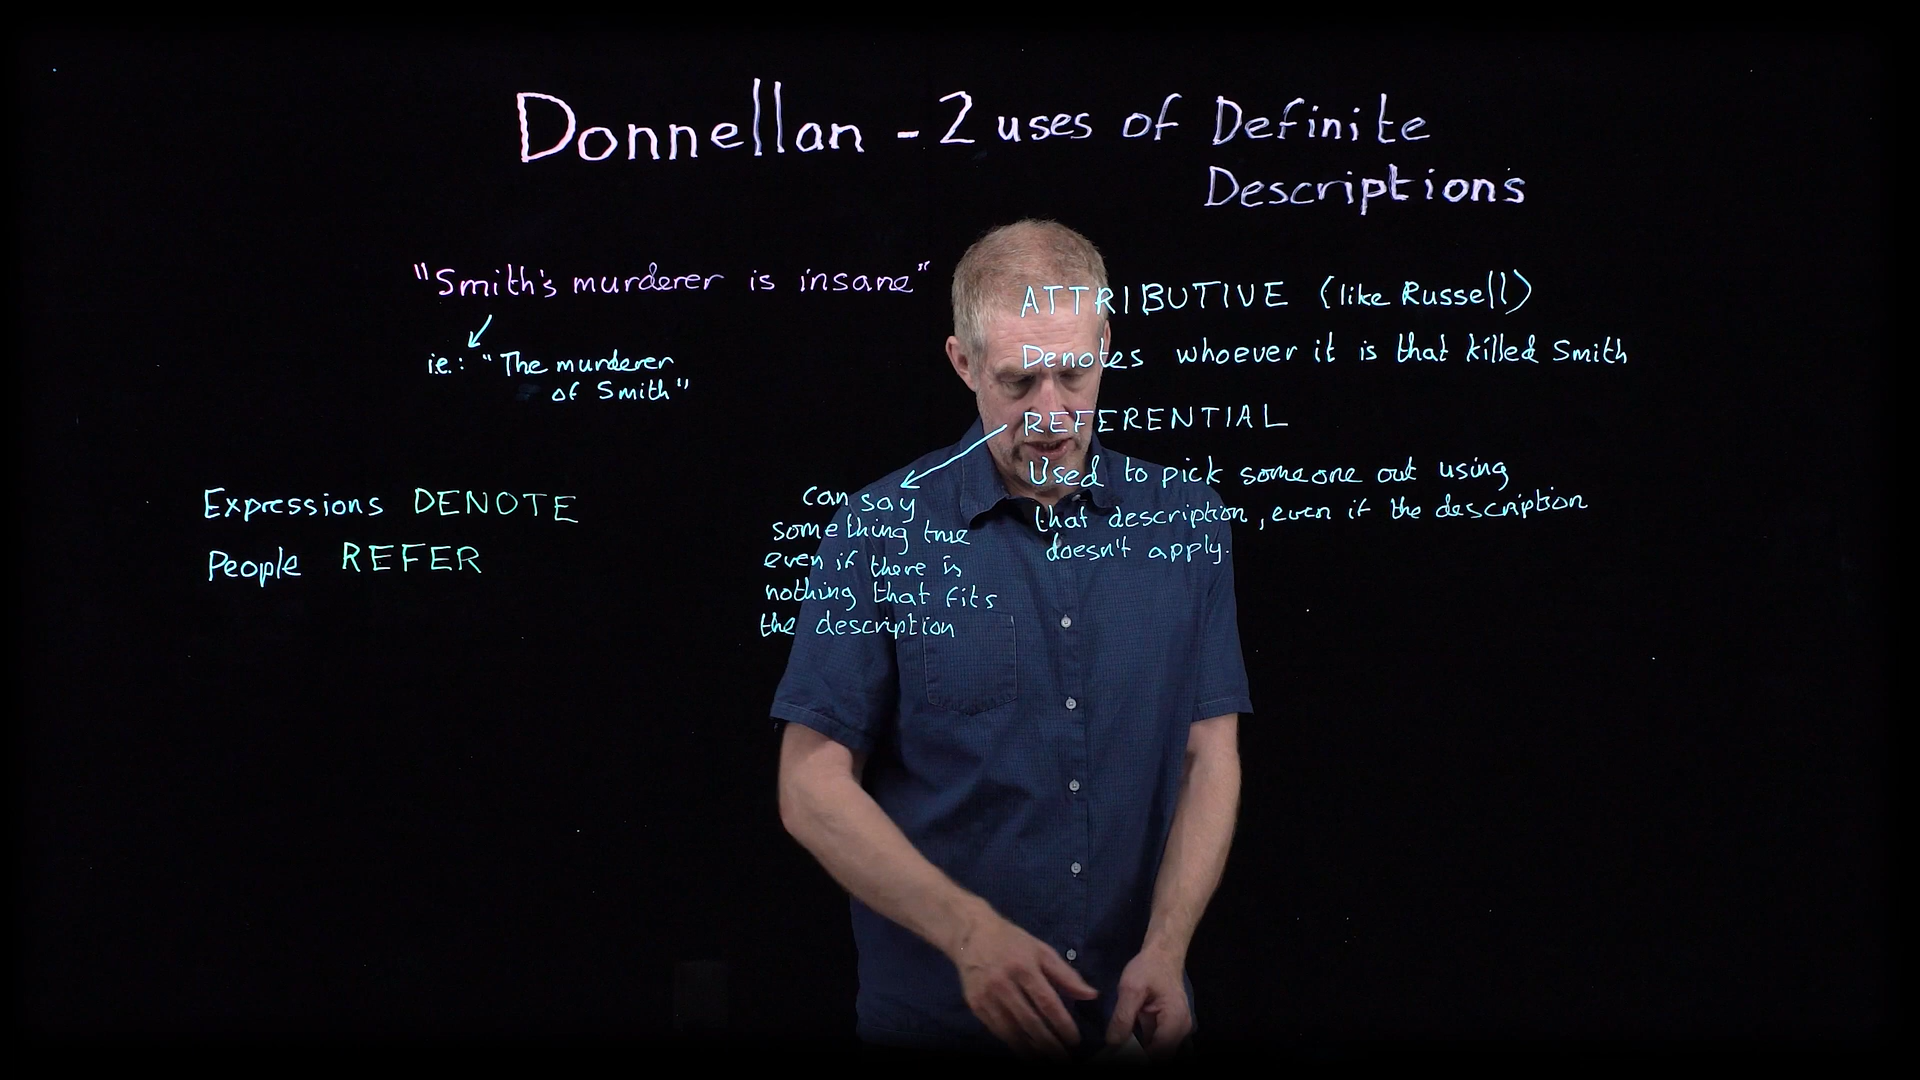 Donnellan - 2 uses of Definite
Descriptions
"Smith's murderer is insane"
i.e.: "The murderer
of Smith"
Expressions DENOTE
People REFER
ATTRIBUTIVE (like Russell)
Denotes whoever it is that killed Smith
REFERENTIAL
Used to pick someone out using
that description, even if the description
doesn't apply.
can say
something true
even if there is
nothing that fits
the description